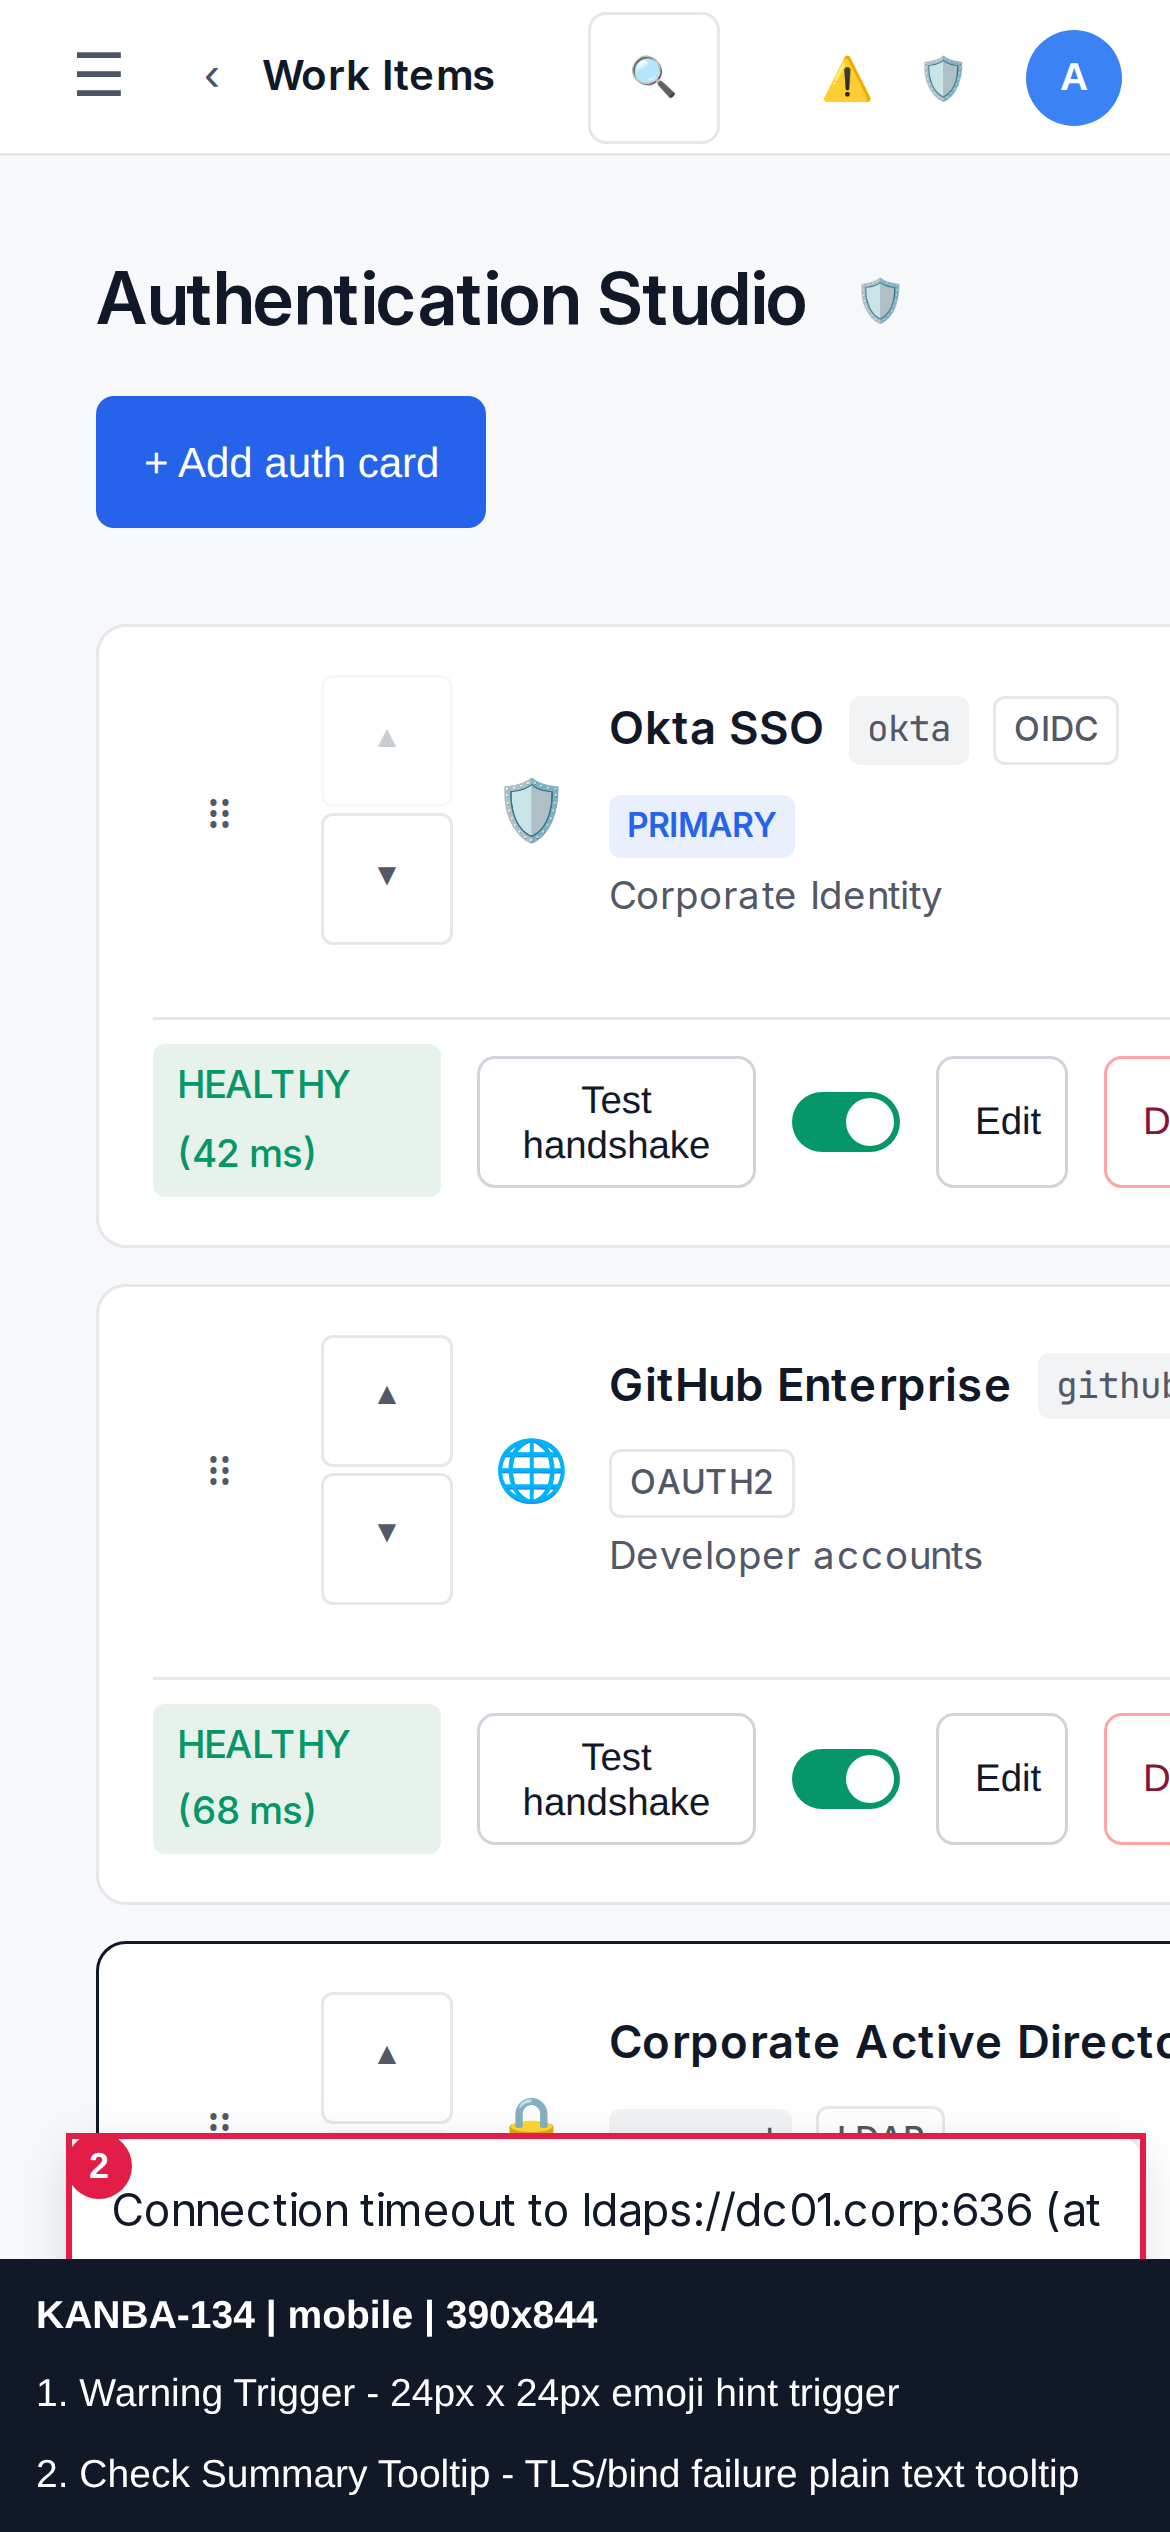 ☰ ‹ Work Items 🔍 ⚠️ 🛡️ A
Authentication Studio 🛡️
+ Add auth card
▲
Okta SSO okta OIDC
PRIMARY
Corporate Identity
▼
HEALTHY
(42 ms)
Test
handshake
Edit
D
▲
GitHub Enterprise github
OAUTH2
Developer accounts
▼
HEALTHY
(68 ms)
Test
handshake
Edit
D
▲
Corporate Active Directo
LDAP
2
Connection timeout to ldaps://dc01.corp:636 (at
KANBA-134 | mobile | 390x844
1. Warning Trigger - 24px x 24px emoji hint trigger
2. Check Summary Tooltip - TLS/bind failure plain text tooltip